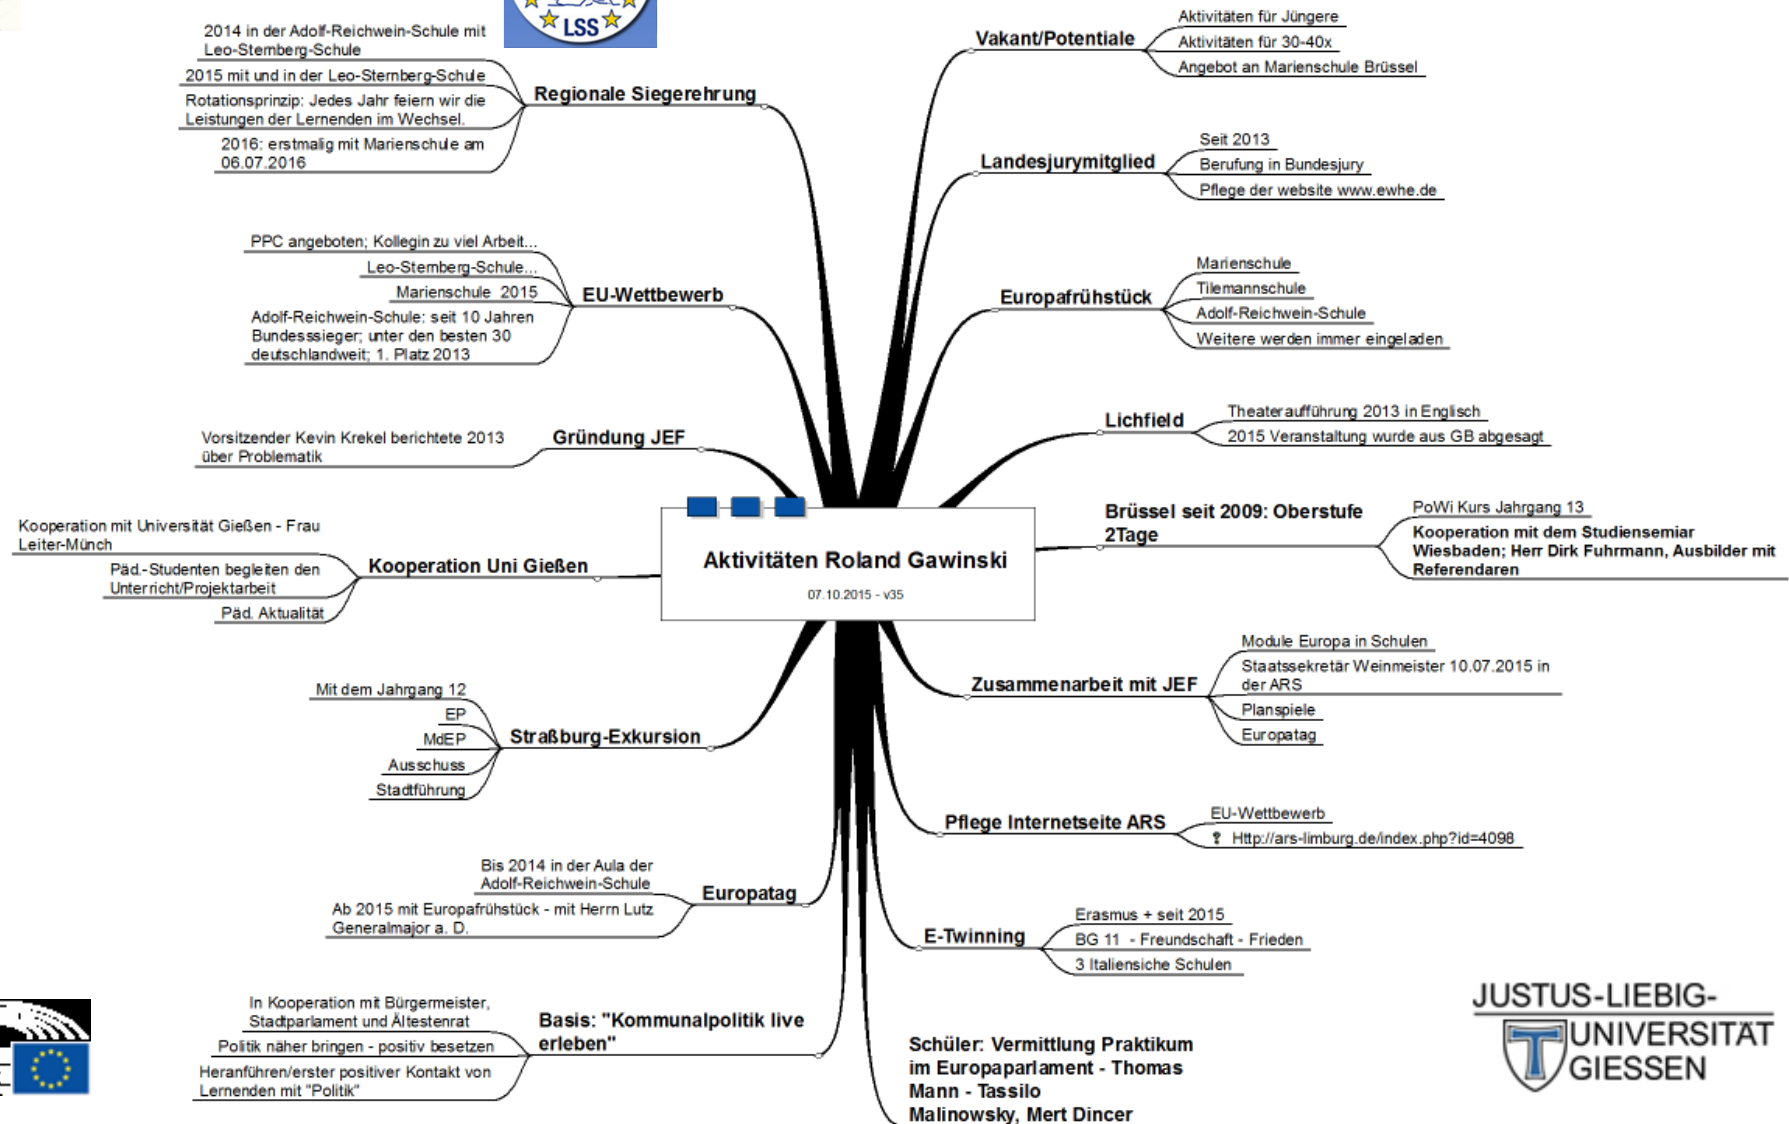 LSS
2014 in der Adolf-Reichwein-Schule mit
Leo-Sternberg-Schule
2015 mit und in der Leo-Sternberg-Schule
Rotationsprinzip: Jedes Jahr feiern wir die
Leistungen der Lernenden im Wechsel.
2016: erstmalig mit Marienschule am
06.07.2016
Regionale Siegerehrung
PPC angeboten; Kollegin zu viel Arbeit...
Leo-Sternberg-Schule...
Marienschule 2015
Adolf-Reichwein-Schule: seit 10 Jahren
Bundessieger; unter den besten 30
deutschlandweit; 1. Platz 2013
EU-Wettbewerb
Vorsitzender Kevin Krekel berichtete 2013
über Problematik
Gründung JEF
Kooperation mit Universität Gießen - Frau
Leiter-Münch
Päd.-Studenten begleiten den
Unterricht/Projektarbeit
Päd. Aktualität
Kooperation Uni Gießen
Mit dem Jahrgang 12
EP
MdEP
Ausschuss
Stadtführung
Straßburg-Exkursion
Bis 2014 in der Aula der
Adolf-Reichwein-Schule
Ab 2015 mit Europafrühstück - mit Herrn Lutz
Generalmajor a. D.
Europatag
In Kooperation mit Bürgermeister,
Stadtparlament und Ältestenrat
Politik näher bringen - positiv besetzen
Heranführen/erster positiver Kontakt von
Lernenden mit "Politik"
Basis: "Kommunalpolitik live
erleben"
Aktivitäten Roland Gawinski
07.10.2015 - v35
Vakant/Potentiale
Aktivitäten für Jüngere
Aktivitäten für 30-40x
Angebot an Marienschule Brüssel
Landesjurymitglied
Seit 2013
Berufung in Bundesjury
Pflege der website www.ewhe.de
Europafrühstück
Marienschule
Tilemannschule
Adolf-Reichwein-Schule
Weitere werden immer eingeladen
Lichfield
Theateraufführung 2013 in Englisch
2015 Veranstaltung wurde aus GB abgesagt
Brüssel seit 2009: Oberstufe
2Tage
PoWi Kurs Jahrgang 13
Kooperation mit dem Studiensemiar
Wiesbaden; Herr Dirk Fuhrmann, Ausbilder mit
Referendaren
Zusammenarbeit mit JEF
Module Europa in Schulen
Staatssekretär Weinmeister 10.07.2015 in
der ARS
Planspiele
Europatag
Pflege Internetseite ARS
EU-Wettbewerb
Http://ars-limburg.de/index.php?id=4098
E-Twinning
Erasmus + seit 2015
BG 11 - Freundschaft - Frieden
3 Italiensiche Schulen
Schüler: Vermittlung Praktikum
im Europaparlament - Thomas
Mann - Tassilo
Malinowsky, Mert Dincer
JUSTUS-LIEBIG-
UNIVERSITÄT
GIESSEN